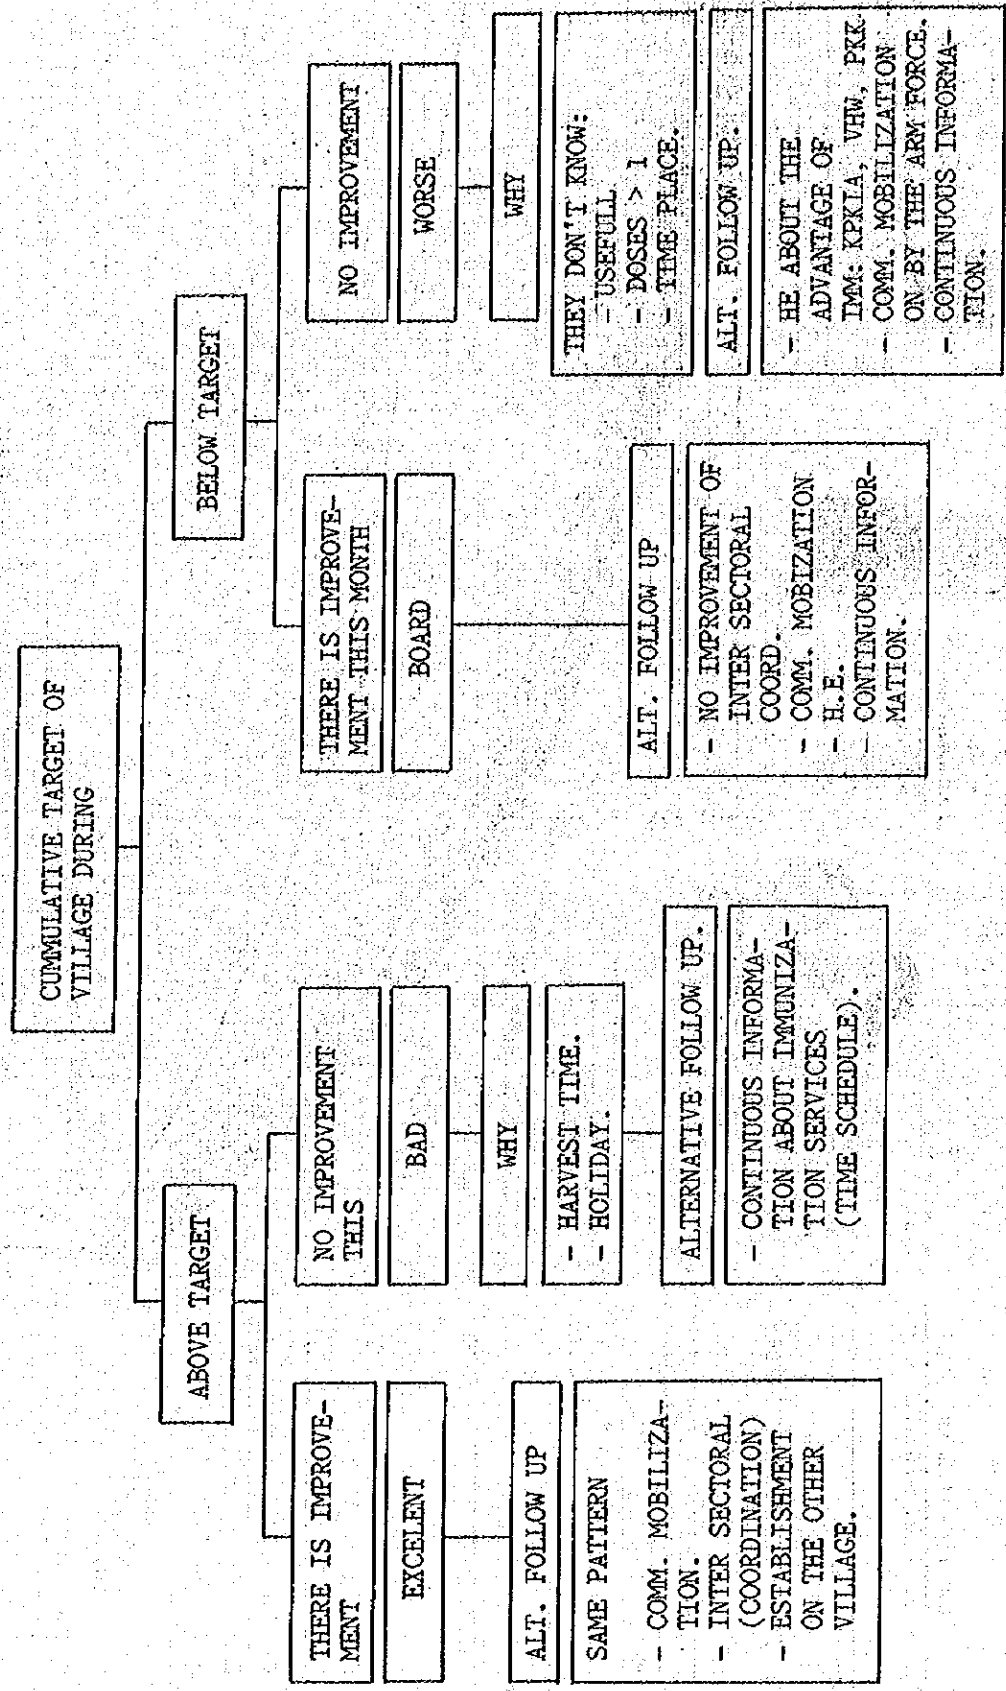 CUMMULATIVE TARGET OF
VILLAGE DURING
ABOVE TARGET
BELOW TARGET
THERE IS IMPROVE-
MENT
EXCELENT
ALT. FOLLOW UP
SAME PATTERN
- COMM. MOBILIZA-
TION.
- INTER SECTORAL
(COORDINATION)
- ESTABLISHMENT
ON THE OTHER
VILLAGE.
NO IMPROVEMENT
THIS
BAD
WHY
- HARVEST TIME.
- HOLIDAY.
ALTERNATIVE FOLLOW UP.
- CONTINUOUS INFORMA-
TION ABOUT IMMUNIZA-
TION SERVICES
(TIME SCHEDULE).
THERE IS IMPROVE-
MENT THIS MONTH
BOARD
ALT. FOLLOW UP
- NO IMPROVEMENT OF
INTER SECTORAL
COORD.
- COMM. MOBIZATION
- H.E.
- CONTINUOUS INFOR-
MATION.
NO IMPROVEMENT
WORSE
WHY
THEY DON'T KNOW:
- USEFULL
- DOSES > 1
- TIME PLACE.
ALT. FOLLOW UP.
- HE ABOUT THE
ADVANTAGE OF
IMM: KPKIA, VHW, PKK
- COMM. MOBILIZATION
ON BY THE ARM FORCE.
- CONTINUOUS INFORMA-
TION.